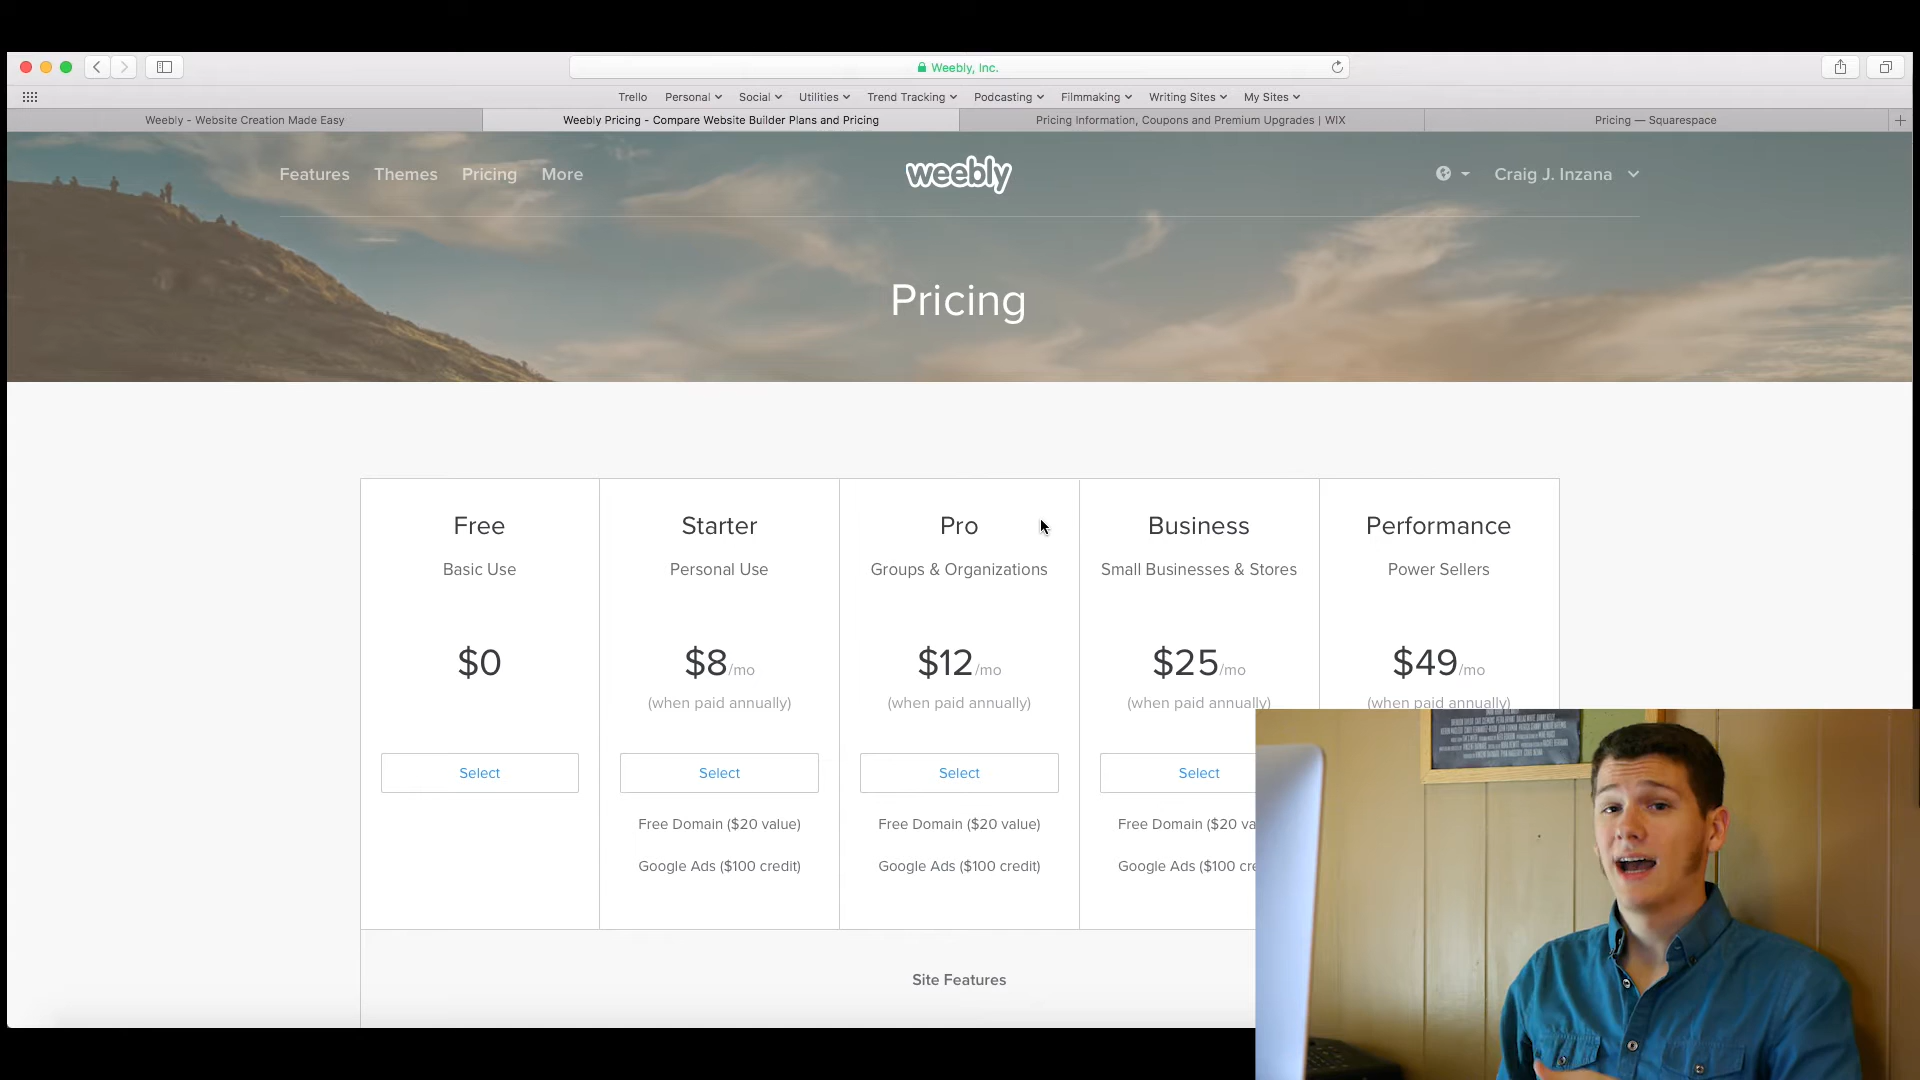 Weebly, Inc.
Trello Personal Social Utilities Trend Tracking Podcasting Filmmaking Writing Sites My Sites
Weebly - Website Creation Made Easy
Weebly Pricing - Compare Website Builder Plans and Pricing
Pricing Information, Coupons and Premium Upgrades | WIX
Pricing — Squarespace
Features Themes Pricing More
weebly
Craig J. Inzana
Pricing
Free
Basic Use
$0
Select
Starter
Personal Use
$8/mo
(when paid annually)
Select
Free Domain ($20 value)
Google Ads ($100 credit)
Pro
Groups & Organizations
$12/mo
(when paid annually)
Select
Free Domain ($20 value)
Google Ads ($100 credit)
Business
Small Businesses & Stores
$25/mo
(when paid annually)
Select
Free Domain ($20 va
Google Ads ($100 cre
Performance
Power Sellers
$49/mo
(when paid annually)
Site Features